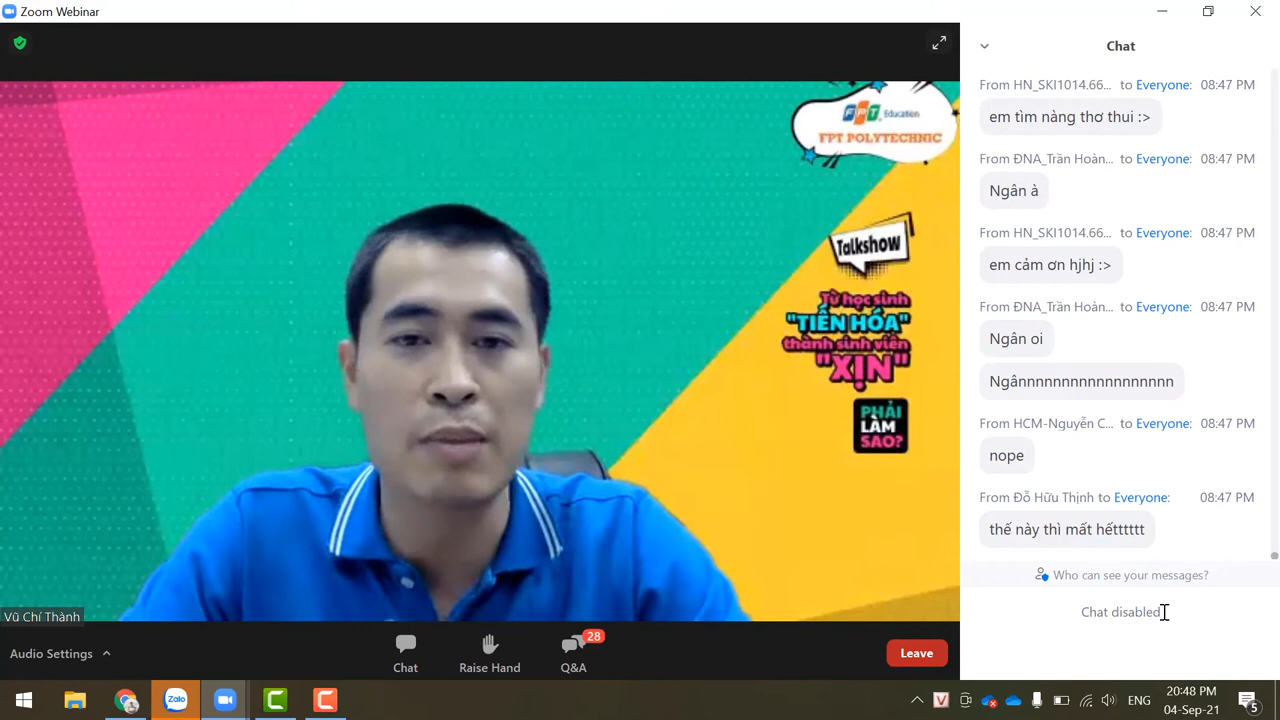 Zoom Webinar
FPT Education
FPT POLYTECHNIC
Talkshow
Từ học sinh
"TIẾN HÓA"
thành sinh viên
"XỊN"
PHẢI
LÀM
SAO?
Vũ Chí Thành
Audio Settings
Chat
Raise Hand
28
Q&A
Leave
Chat
From HN_SKI1014.66... to Everyone: 08:47 PM
em tìm nàng thơ thui :>
From ĐNA_Trần Hoàn... to Everyone: 08:47 PM
Ngân à
From HN_SKI1014.66... to Everyone: 08:47 PM
em cảm ơn hjhj :>
From ĐNA_Trần Hoàn... to Everyone: 08:47 PM
Ngân oi
Ngânnnnnnnnnnnnnnnnnn
From HCM-Nguyễn C... to Everyone: 08:47 PM
nope
From Đỗ Hữu Thịnh to Everyone: 08:47 PM
thế này thì mất hếtttttt
Who can see your messages?
Chat disabled
Zalo
ENG
20:48 PM
04-Sep-21
5